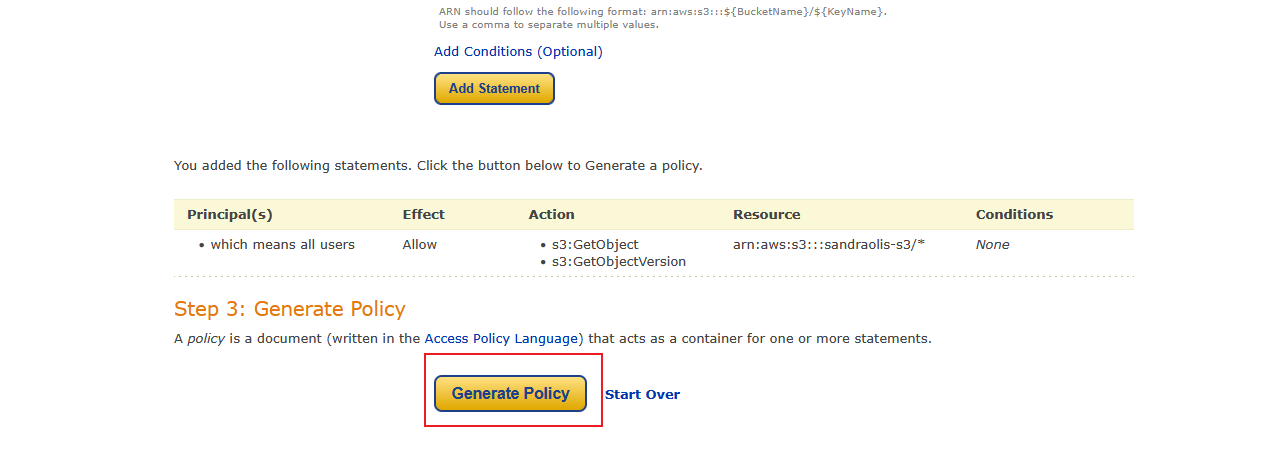 ARN should follow the following format: arn:aws:s3:::${BucketName}/${KeyName}.
Use a comma to separate multiple values.
Add Conditions (Optional)
Add Statement
You added the following statements. Click the button below to Generate a policy.
Principal(s) Effect Action Resource Conditions
• which means all users Allow • s3:GetObject arn:aws:s3:::sandraolis-s3/* None
• s3:GetObjectVersion
Step 3: Generate Policy
A policy is a document (written in the Access Policy Language) that acts as a container for one or more statements.
Generate Policy Start Over